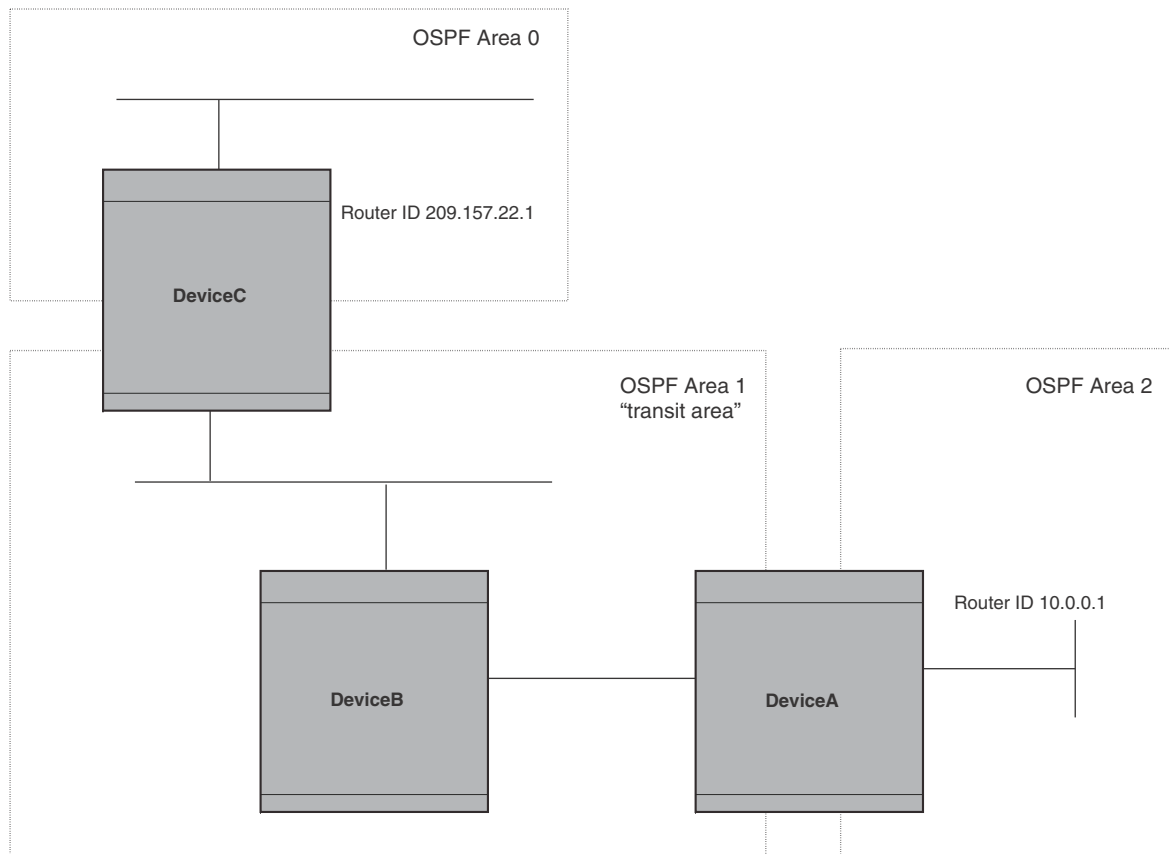 OSPF Area 0
Router ID 209.157.22.1
DeviceC
OSPF Area 1
“transit area”
OSPF Area 2
Router ID 10.0.0.1
DeviceB
DeviceA